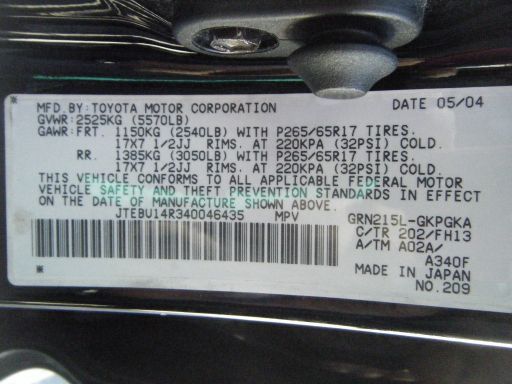 MFD.BY:TOYOTA MOTOR CORPORATION DATE 05/04
GVWR:2525KG (5570LB)
GAWR:FRT. 1150KG (2540LB) WITH P265/65R17 TIRES.
17X7 1/2JJ RIMS. AT 220KPA (32PSI) COLD.
RR. 1385KG (3050LB) WITH P265/65R17 TIRES.
17X7 1/2JJ RIMS. AT 220KPA (32PSI) COLD.
THIS VEHICLE CONFORMS TO ALL APPLICABLE FEDERAL MOTOR
VEHICLE SAFETY AND THEFT PREVENTION STANDARDS IN EFFECT
ON THE DATE OF MANUFACTURE SHOWN ABOVE.
JTEBU14R340046435 MPV GRN215L-GKPGKA
C/TR 202/FH13
A/TM A02A/
A340F
MADE IN JAPAN
NO.209